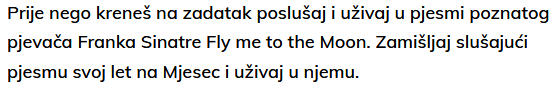 Prije nego kreneš na zadatak poslušaj i uživaj u pjesmi poznatog
pjevača Franka Sinatre Fly me to the Moon. Zamišljaj slušajući
pjesmu svoj let na Mjesec i uživaj u njemu.